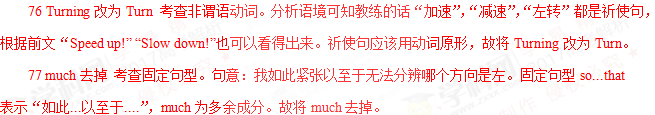 76 Turning 改为 Turn  考查非谓语动词。分析语境可知教练的话“加速”，“减速”，“左转”都是祈使句，
根据前文“Speed up!” “Slow down!”也可以看得出来。祈使句应该用动词原形，故将 Turning 改为 Turn。
77 much 去掉  考查固定句型。句意：我如此紧张以至于无法分辨哪个方向是左。固定句型 so…that
表示“如此…以至于….”，much 为多余成分。故将 much 去掉。